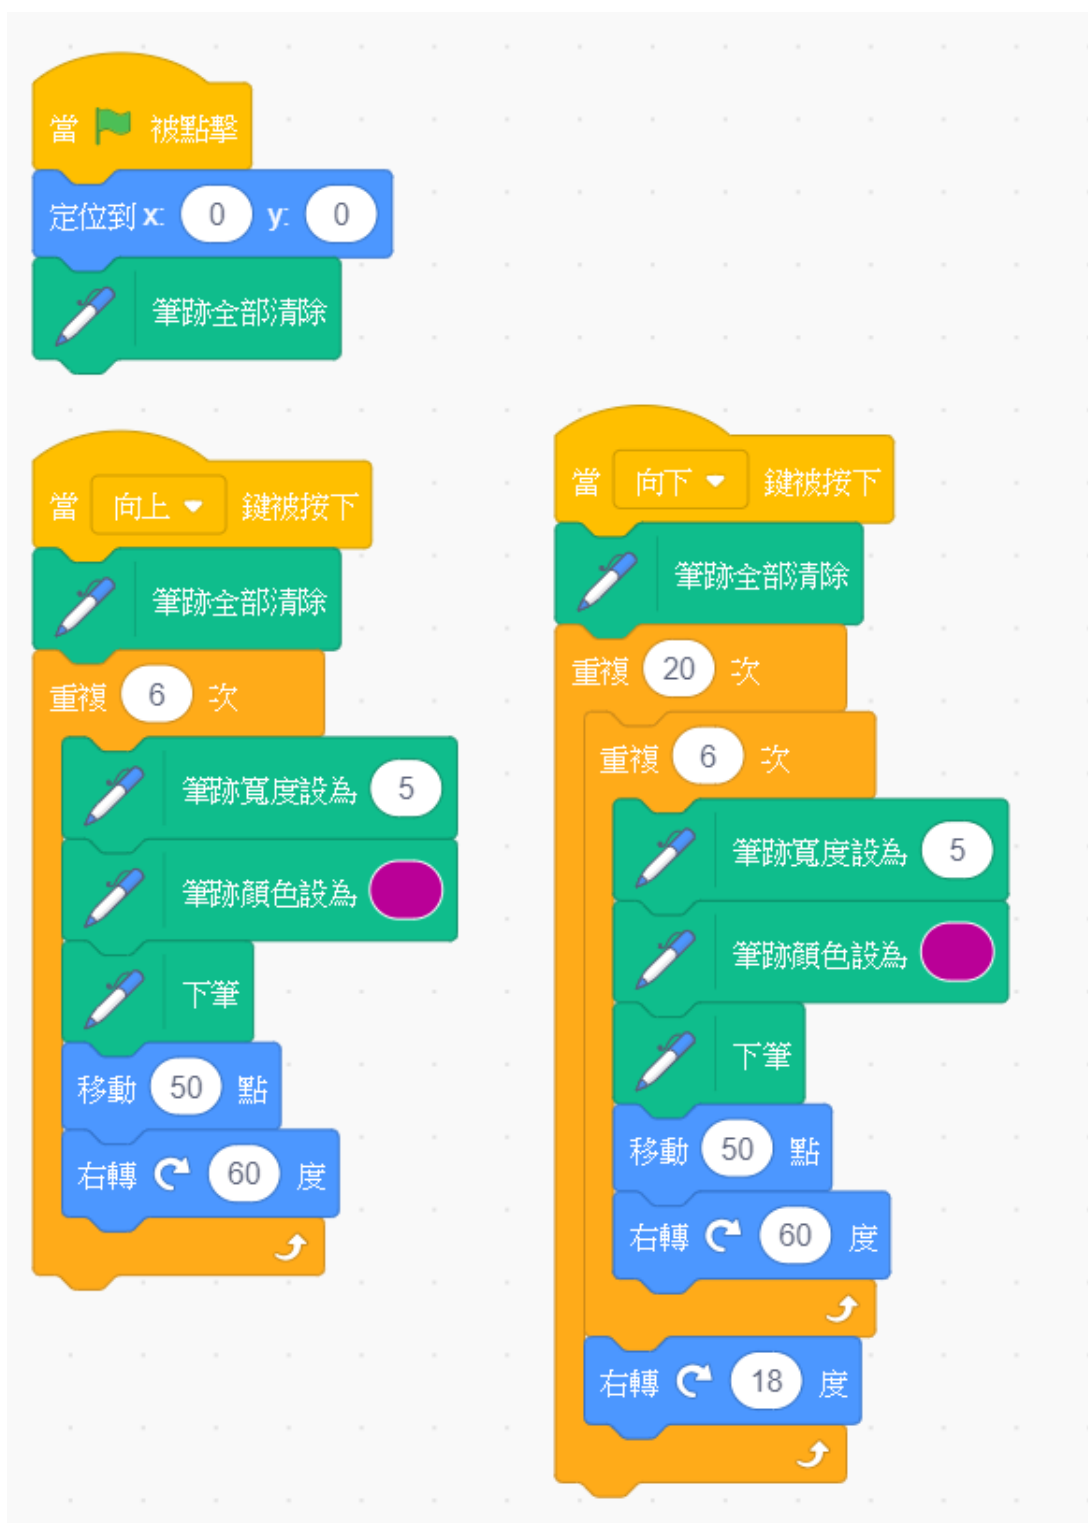 當 被點擊
定位到 x: 0 y: 0
筆跡全部清除
當 向上 鍵被按下
筆跡全部清除
重複 6 次
筆跡寬度設為 5
筆跡顏色設為
下筆
移動 50 點
右轉 60 度
當 向下 鍵被按下
筆跡全部清除
重複 20 次
重複 6 次
筆跡寬度設為 5
筆跡顏色設為
下筆
移動 50 點
右轉 60 度
右轉 18 度